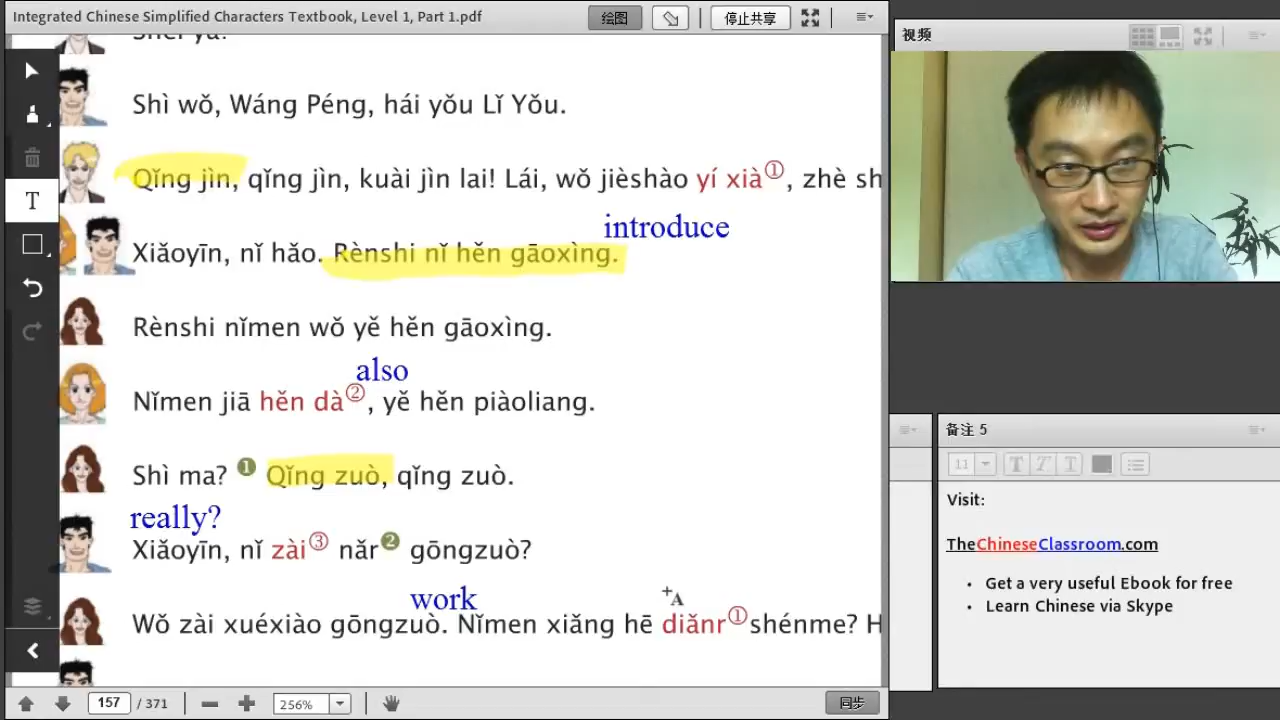 Integrated Chinese Simplified Characters Textbook, Level 1, Part 1.pdf
绘图
停止共享
视频
Shéi ya?
Shì wǒ, Wáng Péng, hái yǒu Lǐ Yǒu.
Qǐng jìn, qǐng jìn, kuài jìn lai! Lái, wǒ jièshào yí xià①, zhè sh
introduce
Xiǎoyīn, nǐ hǎo. Rènshi nǐ hěn gāoxìng.
Rènshi nǐmen wǒ yě hěn gāoxìng.
also
Nǐmen jiā hěn dà②, yě hěn piàoliang.
Shì ma? ❶ Qǐng zuò, qǐng zuò.
really?
Xiǎoyīn, nǐ zài③ nǎr❷ gōngzuò?
work
Wǒ zài xuéxiào gōngzuò. Nǐmen xiǎng hē diǎnr①shénme? H
157 / 371
256%
同步
备注 5
11
T T T
Visit:
TheChineseClassroom.com
• Get a very useful Ebook for free
• Learn Chinese via Skype
T
A